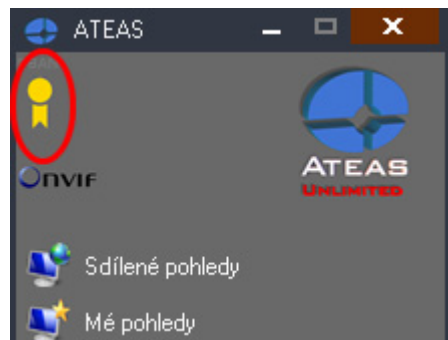 ATEAS
ONVIF
ATEAS
UNLIMITED
Sdílené pohledy
Mé pohledy